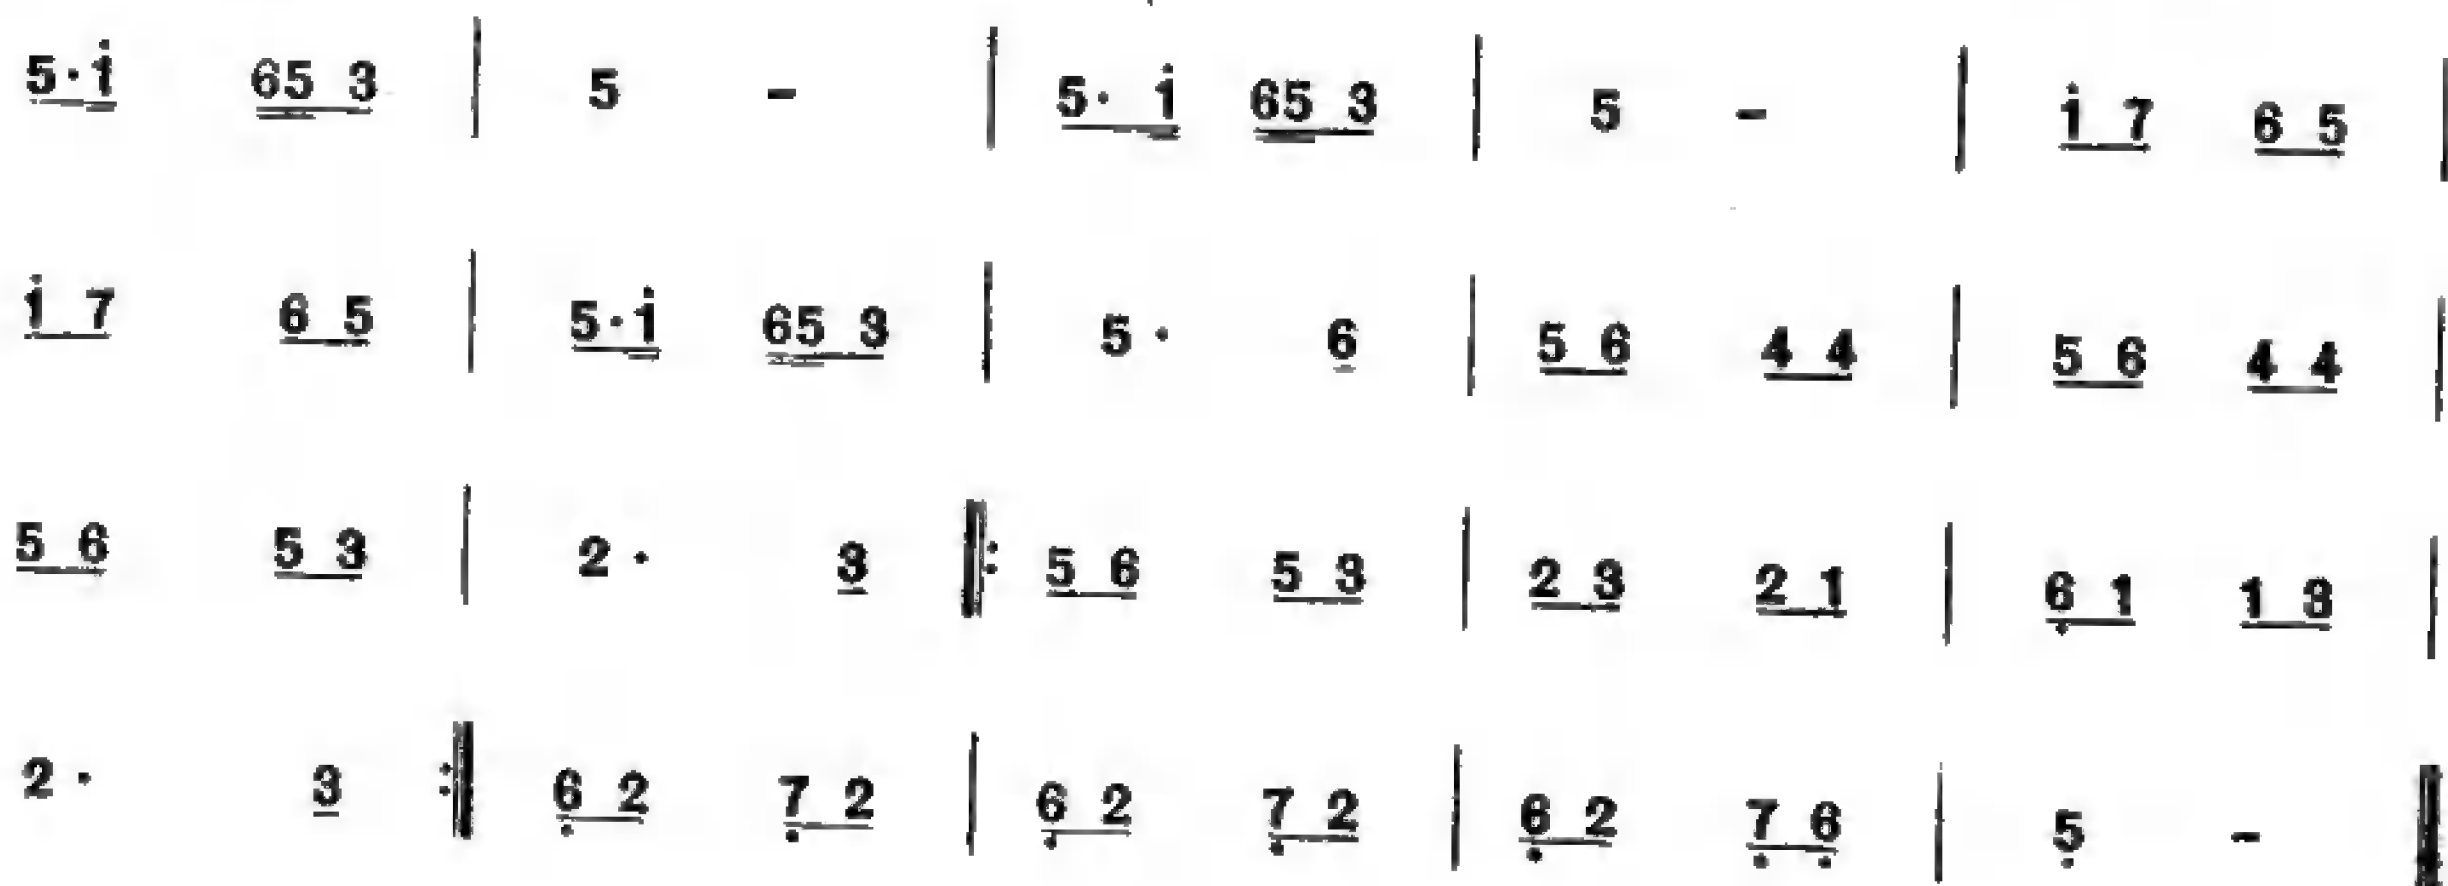 5·i̇ 65 3 | 5 - | 5· i̇ 65 3 | 5 - | i̇ 7 6 5 |
i̇ 7 6 5 | 5·i̇ 65 3 | 5· 6 | 5 6 4 4 | 5 6 4 4 |
5 6 5 3 | 2· 3 ‖: 5 6 5 3 | 2 3 2 1 | 6̣ 1 1 3 |
2· 3 :‖ 6̣ 2 7̣ 2 | 6̣ 2 7̣ 2 | 6̣ 2 7̣ 6̣ | 5̣ - ‖